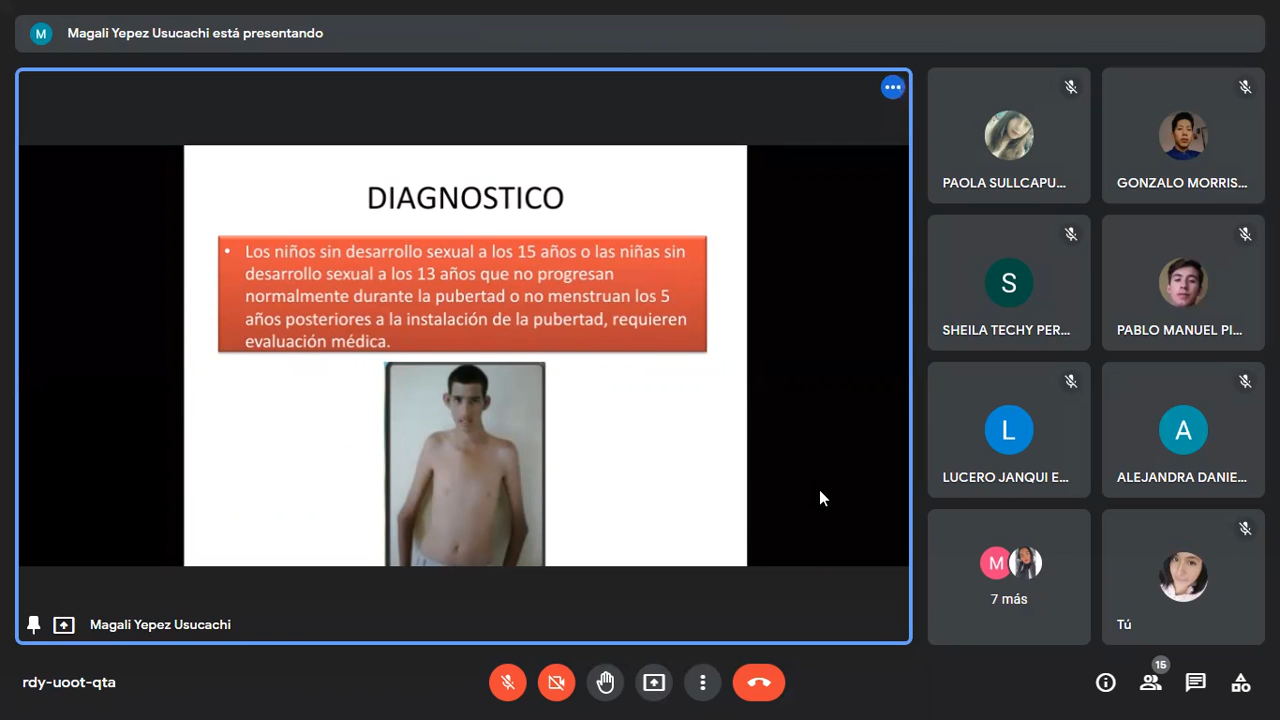 M
Magali Yepez Usucachi está presentando
DIAGNOSTICO
• Los niños sin desarrollo sexual a los 15 años o las niñas sin
desarrollo sexual a los 13 años que no progresan
normalmente durante la pubertad o no menstruan los 5
años posteriores a la instalación de la pubertad, requieren
evaluación médica.
Magali Yepez Usucachi
PAOLA SULLCAPU...
GONZALO MORRIS...
S
SHEILA TECHY PER...
PABLO MANUEL PI...
L
LUCERO JANQUI E...
A
ALEJANDRA DANIE...
M
7 más
Tú
rdy-uoot-qta
15